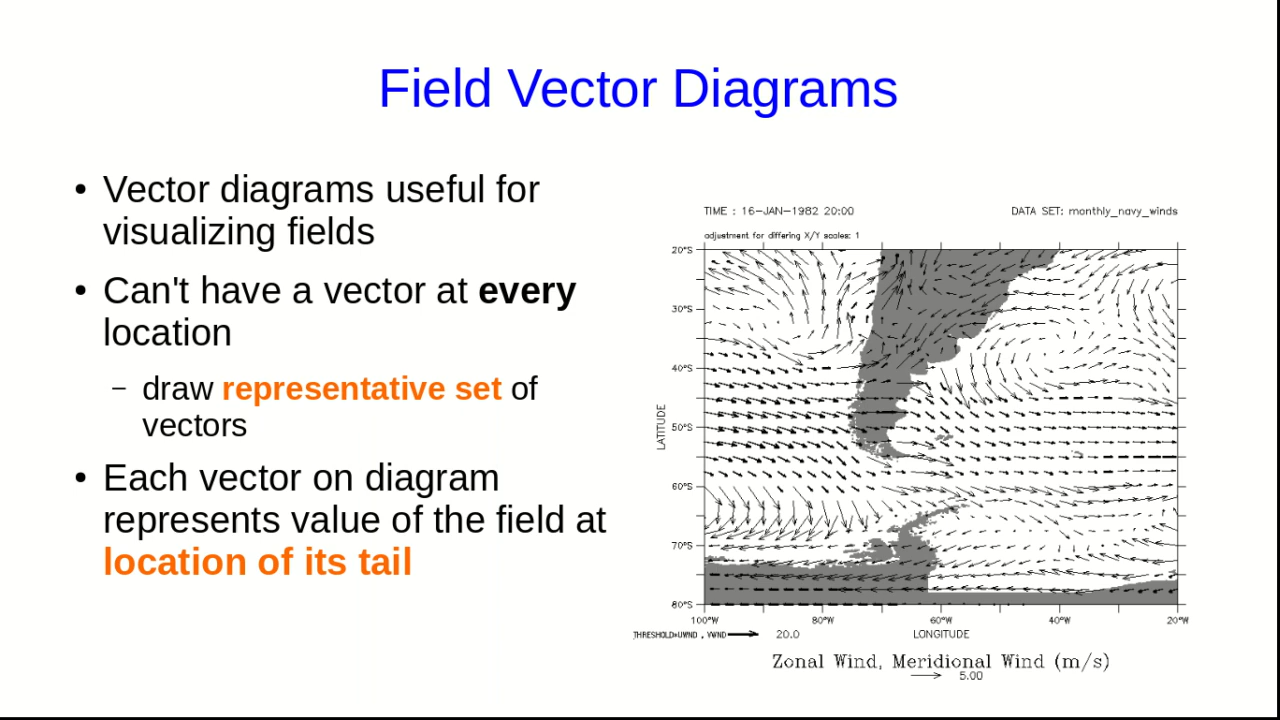 Field Vector Diagrams
• Vector diagrams useful for
visualizing fields
• Can't have a vector at every
location
– draw representative set of
vectors
• Each vector on diagram
represents value of the field at
location of its tail
TIME : 16-JAN-1982 20:00
DATA SET: monthly_navy_winds
adjustment for differing X/Y scales: 1
20°S
30°S
40°S
50°S
60°S
70°S
80°S
LATITUDE
100°W 80°W 60°W 40°W 20°W
LONGITUDE
THRESHOLD=UWND , VWND 20.0
Zonal Wind, Meridional Wind (m/s)
5.00